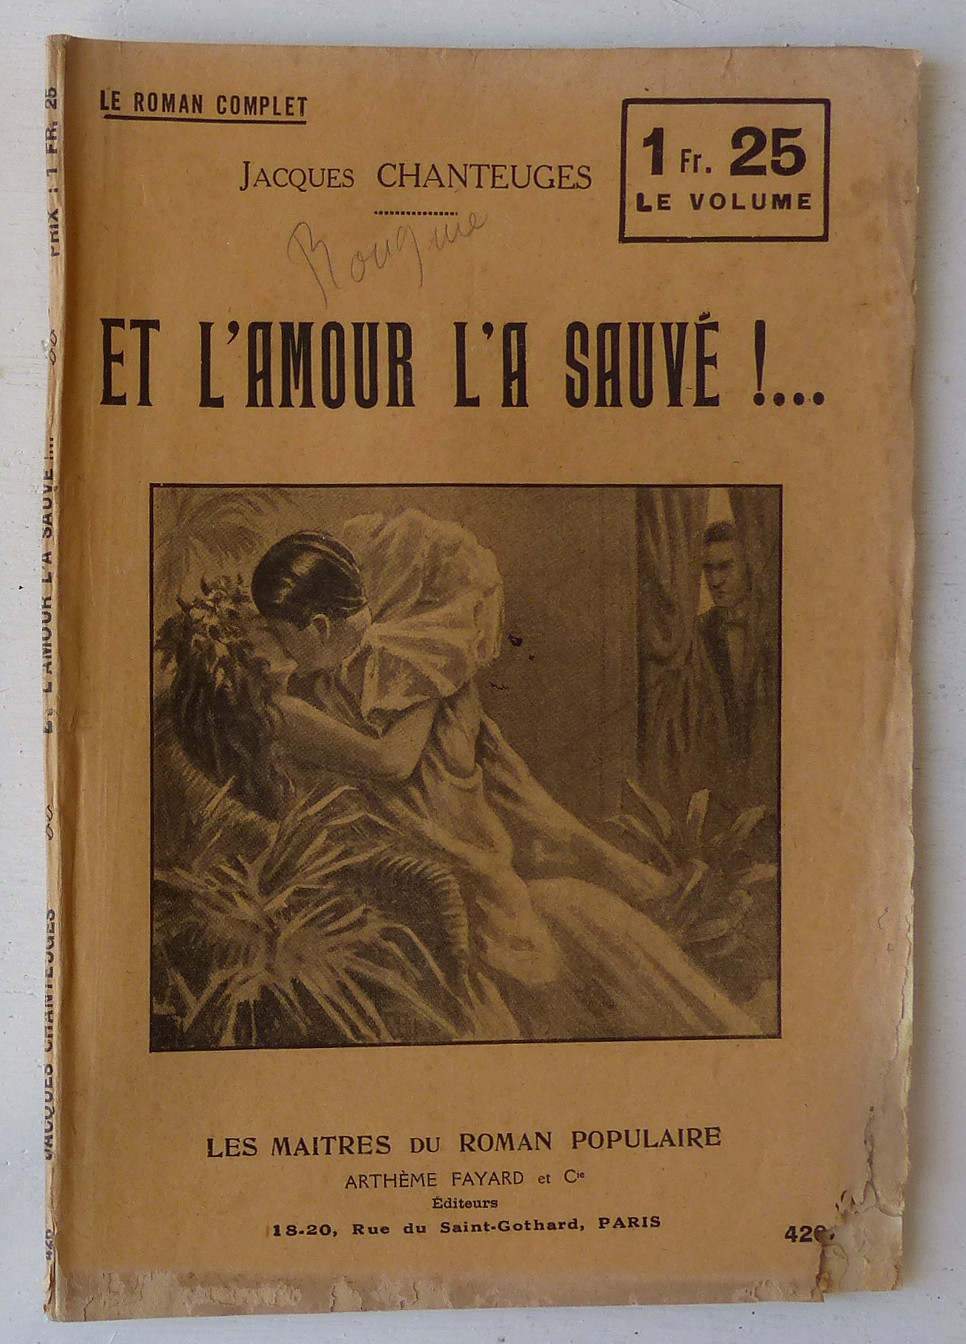 LE ROMAN COMPLET
JACQUES CHANTEUGES
1 Fr. 25
LE VOLUME
ET L'AMOUR L'A SAUVÉ !...
LES MAITRES DU ROMAN POPULAIRE
ARTHÈME FAYARD et Cie
Éditeurs
18-20, Rue du Saint-Gothard, PARIS
PRIX : 1 FR. 25
L'AMOUR L'A SAUVÉ !...
JACQUES CHANTEUGES